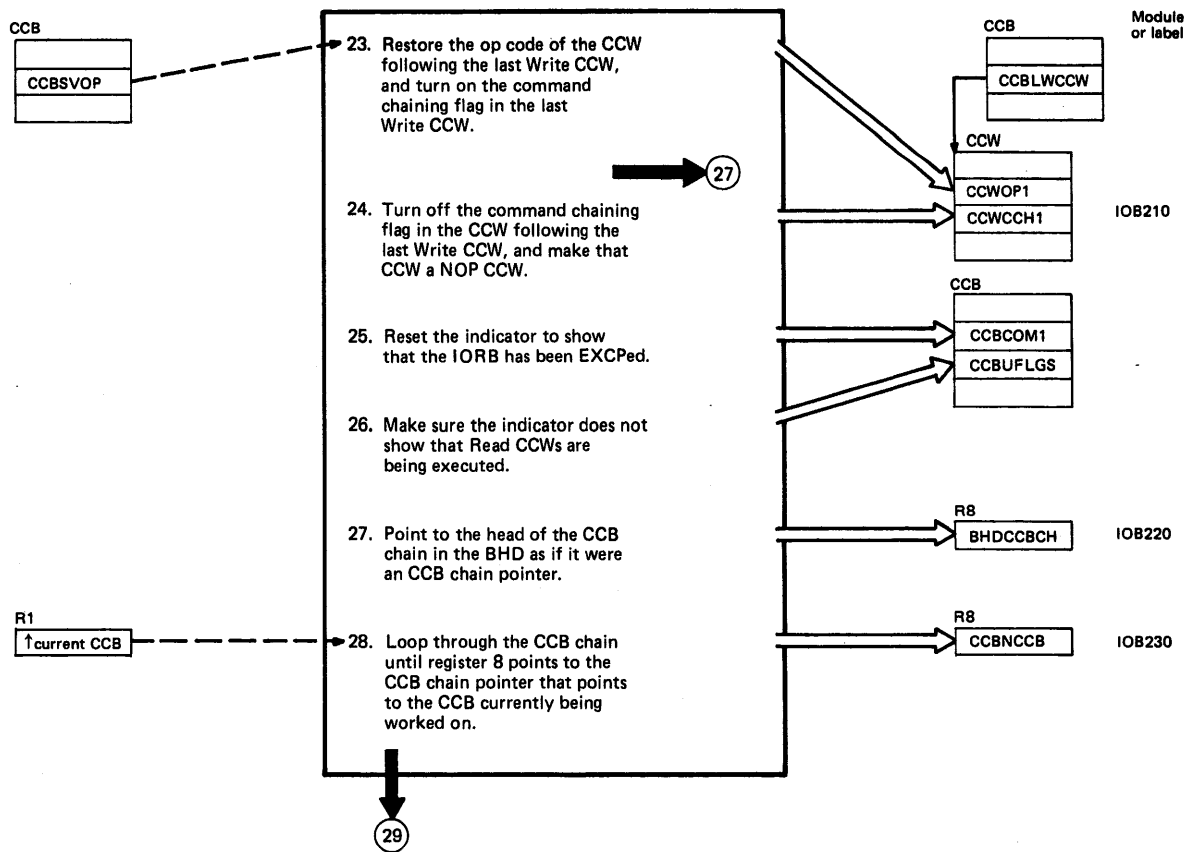 CCB
CCBSVOP
23. Restore the op code of the CCW
following the last Write CCW,
and turn on the command
chaining flag in the last
Write CCW.
27
24. Turn off the command chaining
flag in the CCW following the
last Write CCW, and make that
CCW a NOP CCW.
25. Reset the indicator to show
that the IORB has been EXCPed.
26. Make sure the indicator does not
show that Read CCWs are
being executed.
27. Point to the head of the CCB
chain in the BHD as if it were
an CCB chain pointer.
R1
↑current CCB
28. Loop through the CCB chain
until register 8 points to the
CCB chain pointer that points
to the CCB currently being
worked on.
29
Module
or label
CCB
CCBLWCCW
CCW
CCWOP1
CCWCCH1
IOB210
CCB
CCBCOM1
CCBUFLGS
R8
BHDCCBCH
IOB220
R8
CCBNCCB
IOB230